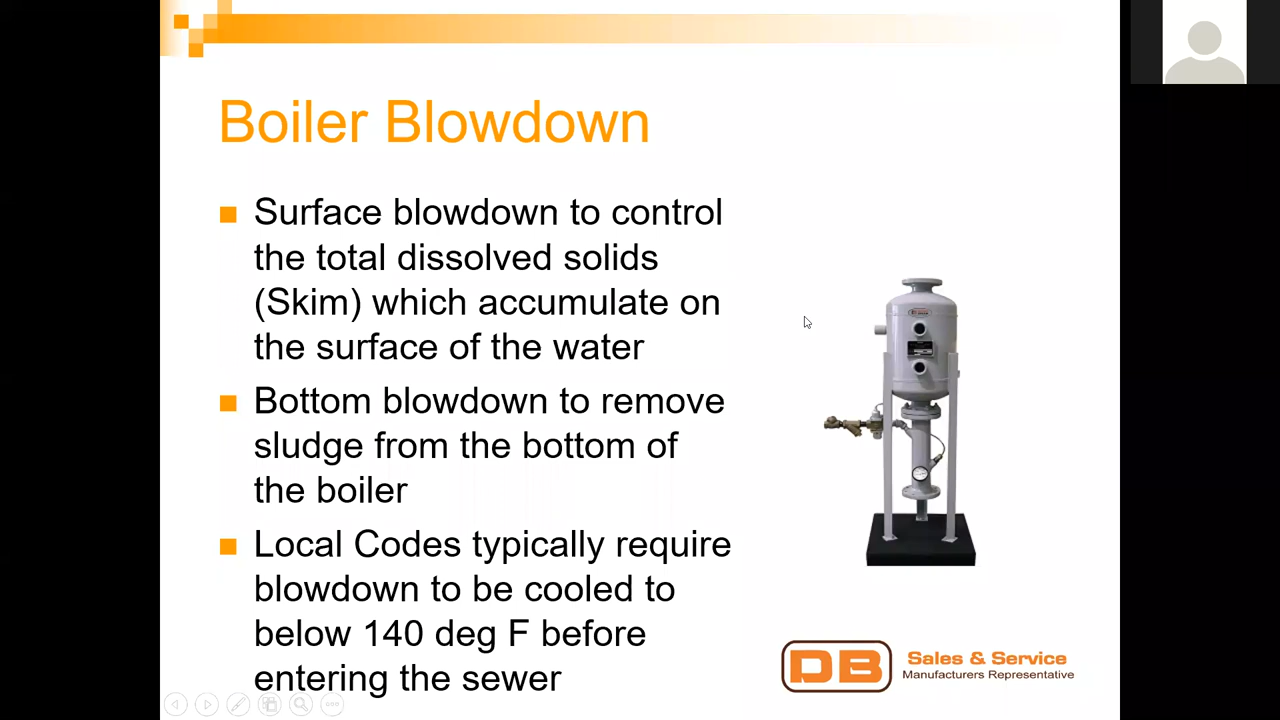 Boiler Blowdown
Surface blowdown to control
the total dissolved solids
(Skim) which accumulate on
the surface of the water
Bottom blowdown to remove
sludge from the bottom of
the boiler
Local Codes typically require
blowdown to be cooled to
below 140 deg F before
entering the sewer
DB
Sales & Service
Manufacturers Representative